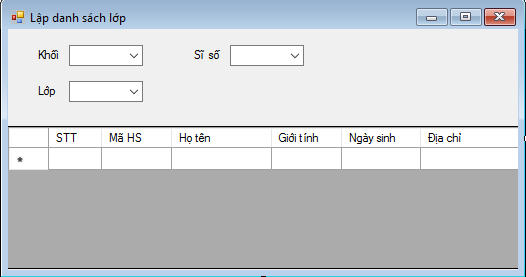 Lập danh sách lớp
Khối Sĩ số
Lớp
STT Mã HS Họ tên Giới tính Ngày sinh Địa chỉ
*